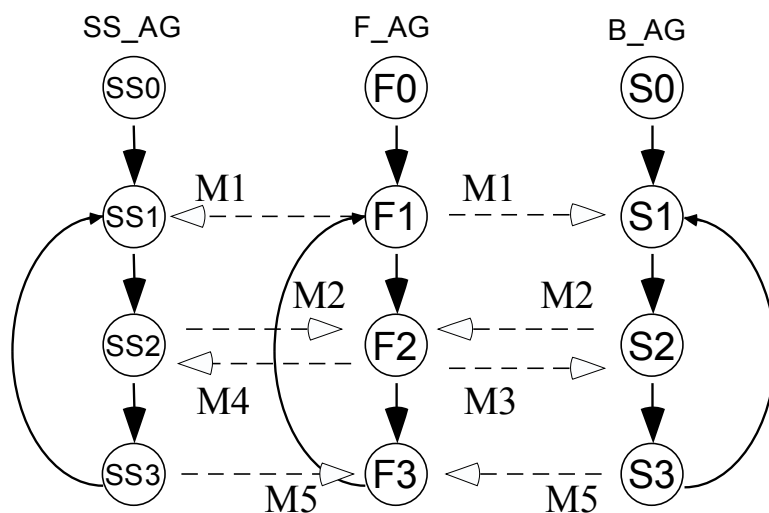 SS_AG F_AG B_AG
SS0 F0 S0
M1 M1
SS1 F1 S1
M2 M2
SS2 F2 S2
M4 M3
SS3 F3 S3
M5 M5